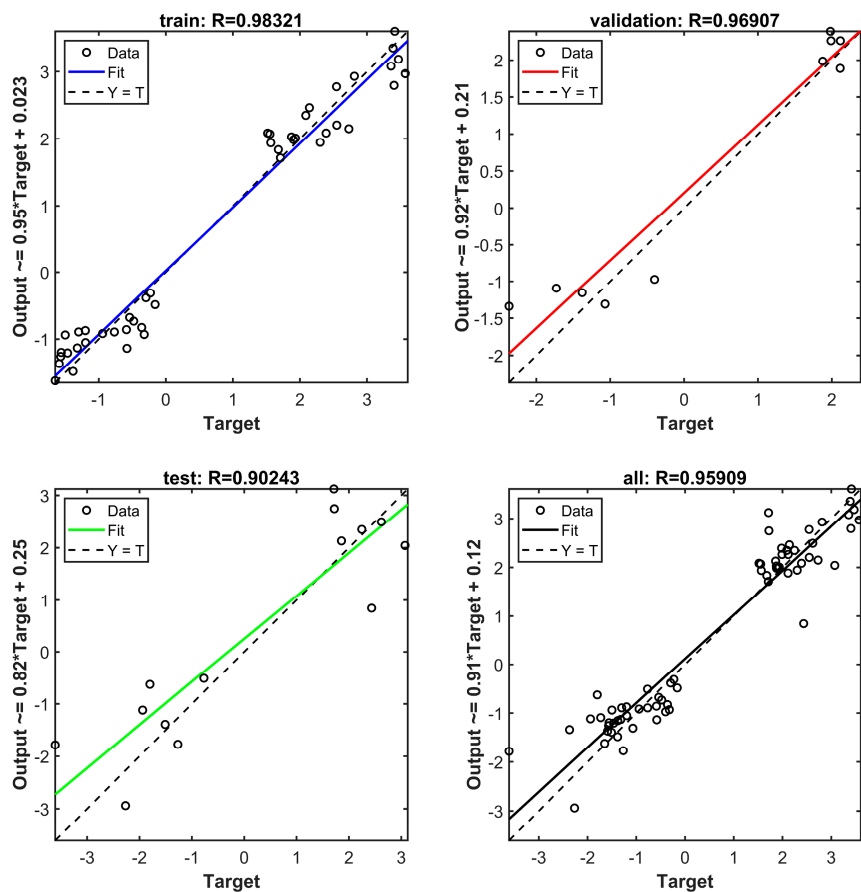 train: R=0.98321
Data
Fit
Y = T
Output ~= 0.95*Target + 0.023
3
2
1
0
-1
-1
0
1
2
3
Target
validation: R=0.96907
Data
Fit
Y = T
Output ~= 0.92*Target + 0.21
2
1.5
1
0.5
0
-0.5
-1
-1.5
-2
-2
-1
0
1
2
Target
test: R=0.90243
Data
Fit
Y = T
Output ~= 0.82*Target + 0.25
3
2
1
0
-1
-2
-3
-3
-2
-1
0
1
2
3
Target
all: R=0.95909
Data
Fit
Y = T
Output ~= 0.91*Target + 0.12
3
2
1
0
-1
-2
-3
-3
-2
-1
0
1
2
3
Target